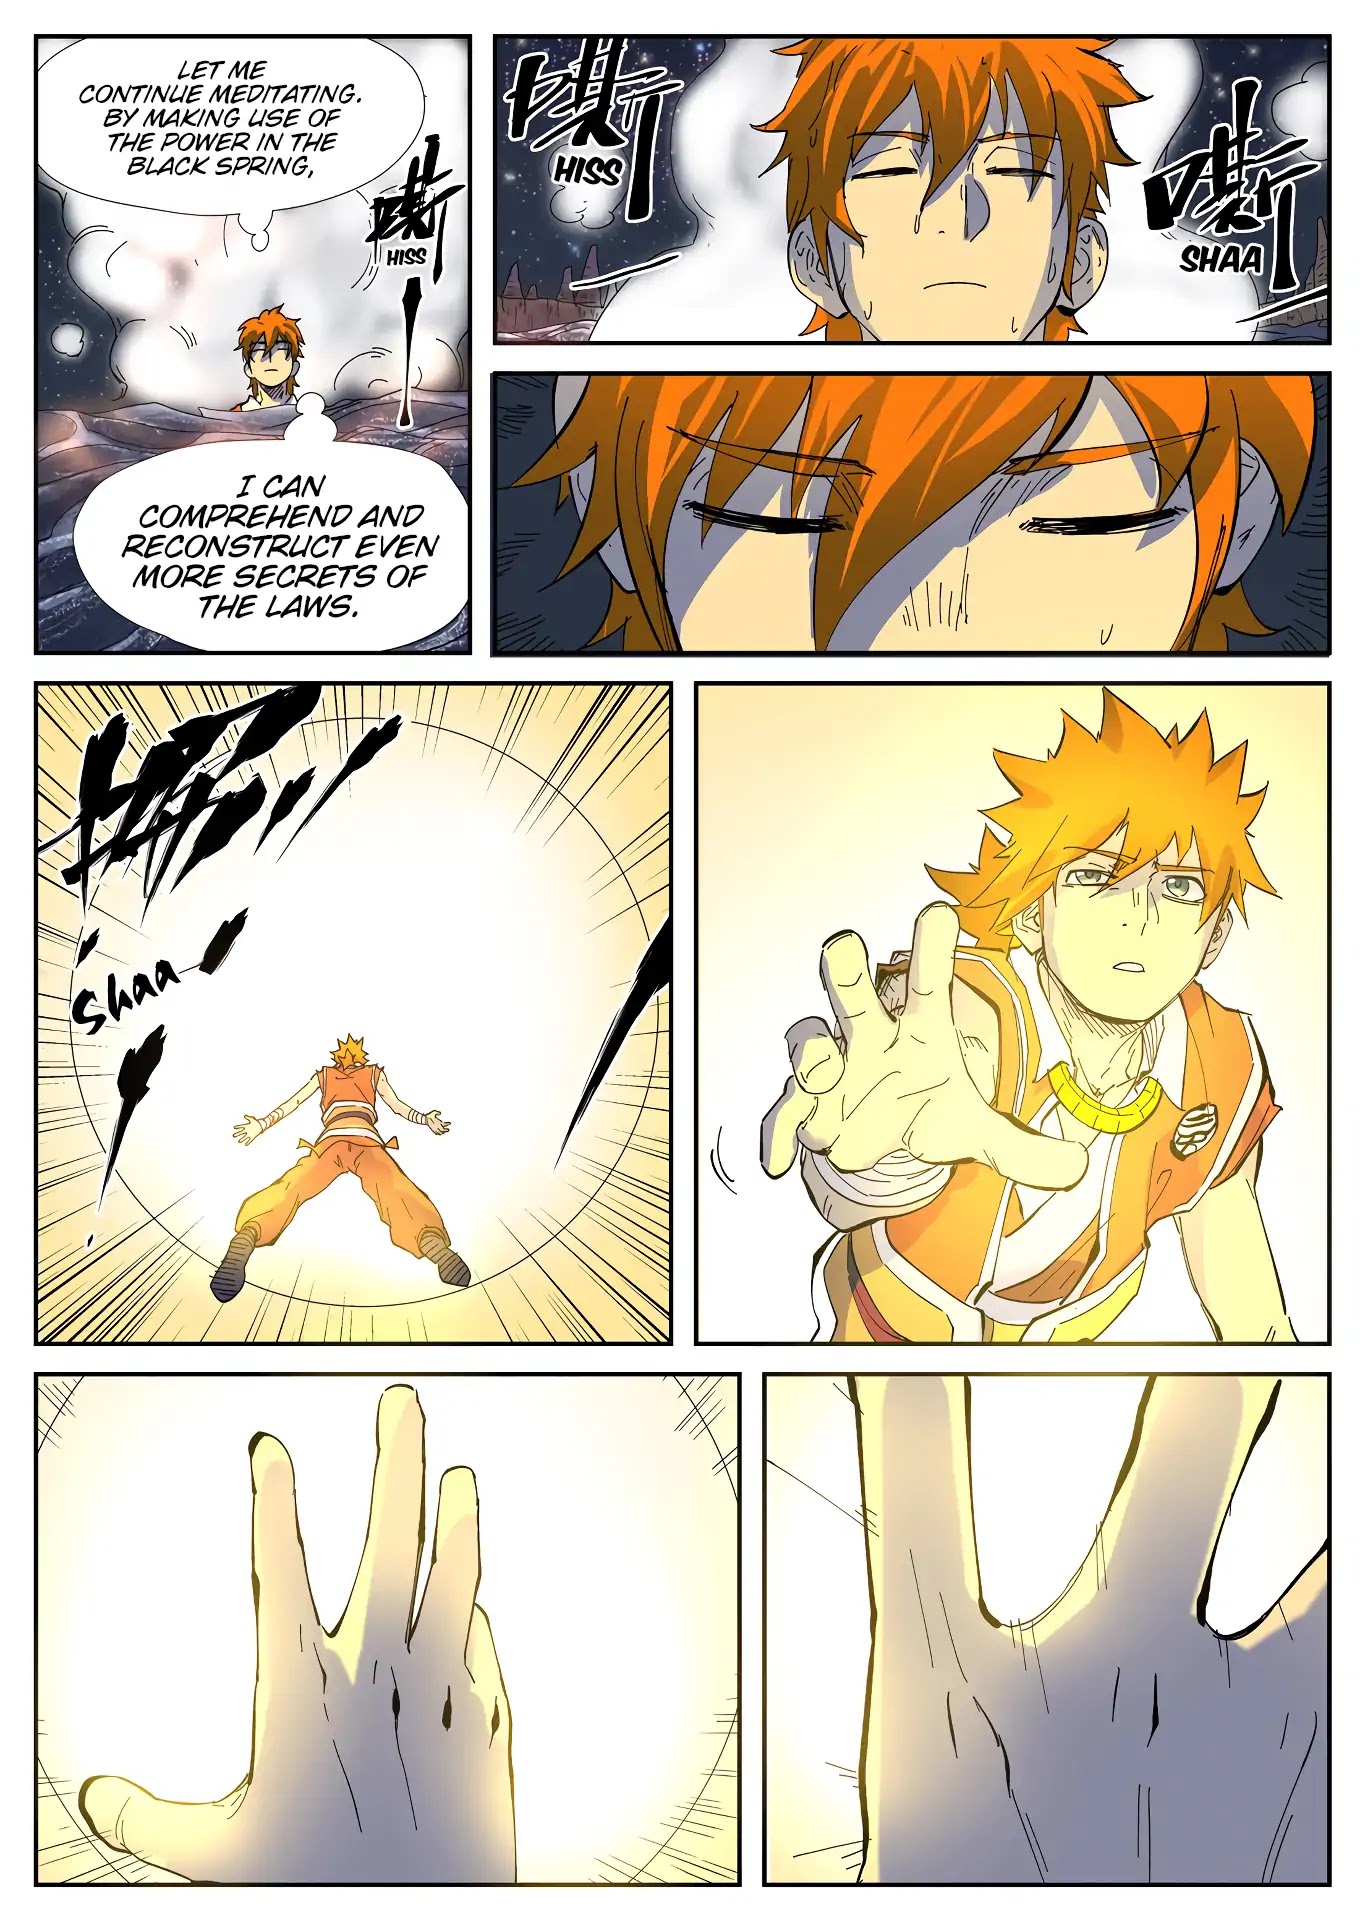 LET ME
CONTINUE MEDITATING.
BY MAKING USE OF
THE POWER IN THE
BLACK SPRING,
嘶
HISS
I CAN
COMPREHEND AND
RECONSTRUCT EVEN
MORE SECRETS OF
THE LAWS.
嘶
HISS
嘶
SHAA
Shaa